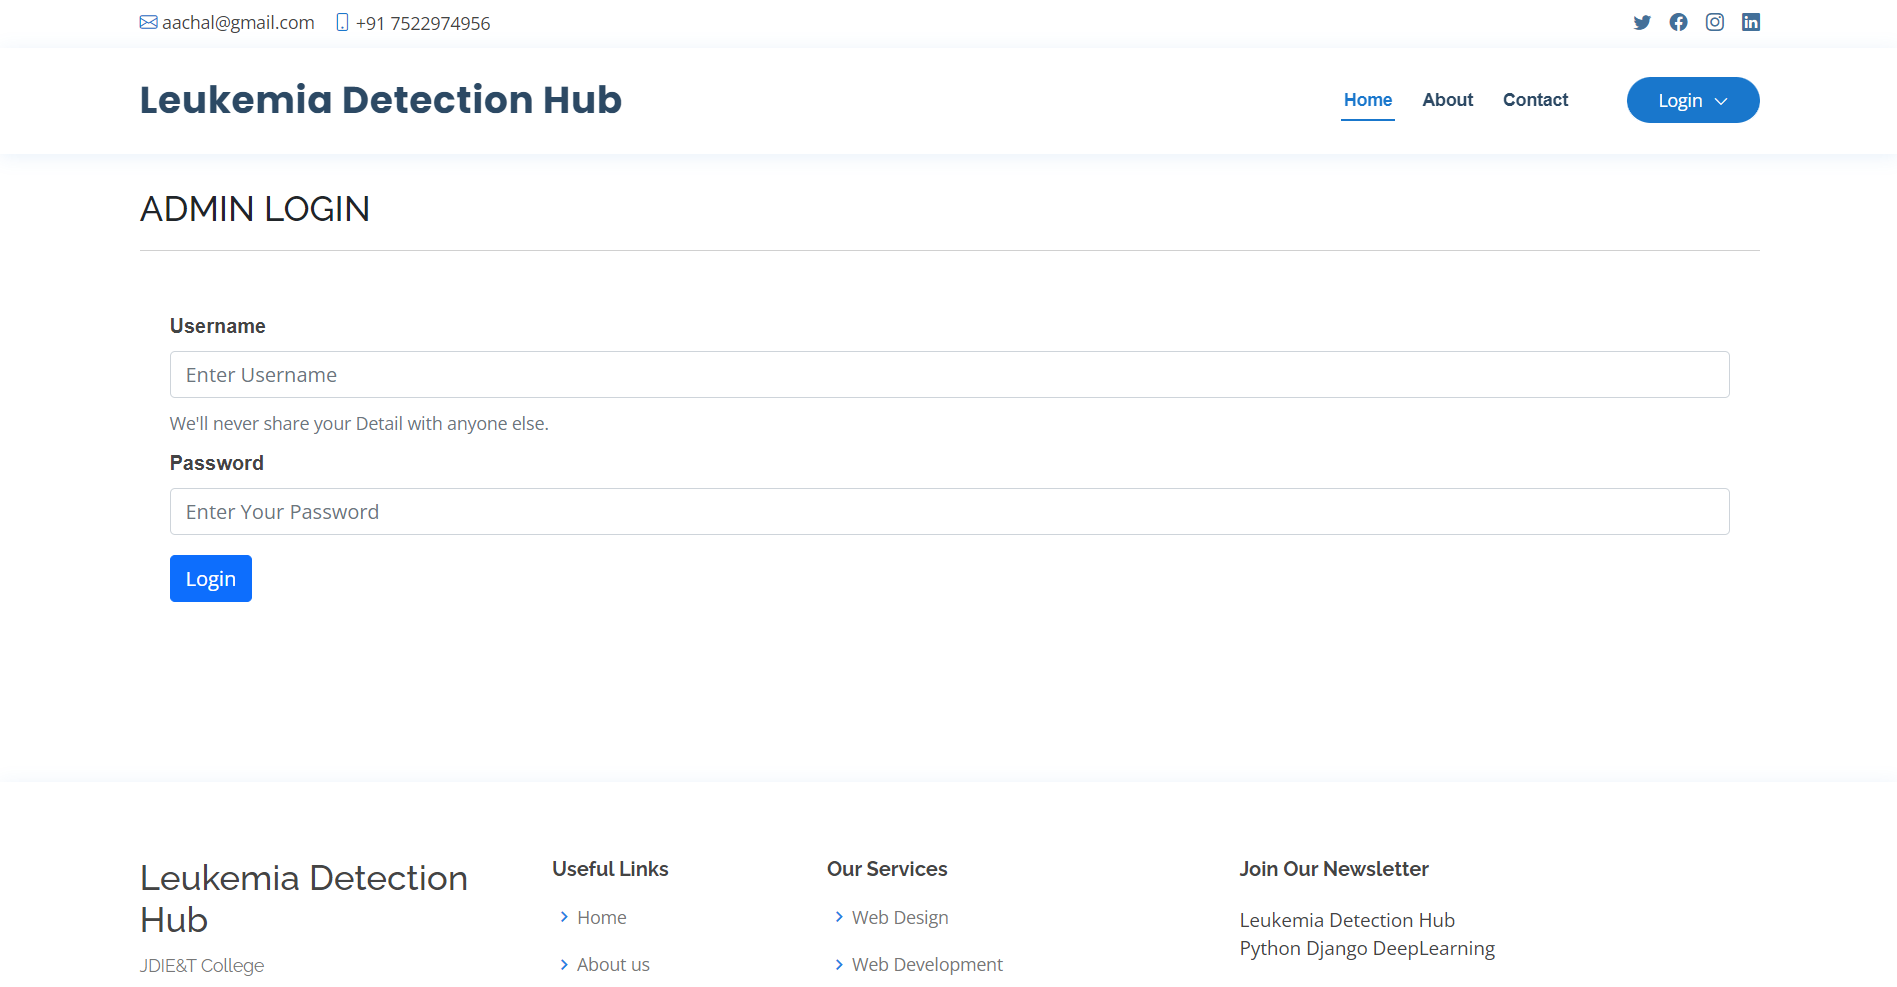 aachal@gmail.com +91 7522974956
Leukemia Detection Hub
Home About Contact Login
ADMIN LOGIN
Username
Enter Username
We'll never share your Detail with anyone else.
Password
Enter Your Password
Login
Leukemia Detection
Hub
JDIE&T College
Useful Links
Home
About us
Our Services
Web Design
Web Development
Join Our Newsletter
Leukemia Detection Hub
Python Django DeepLearning